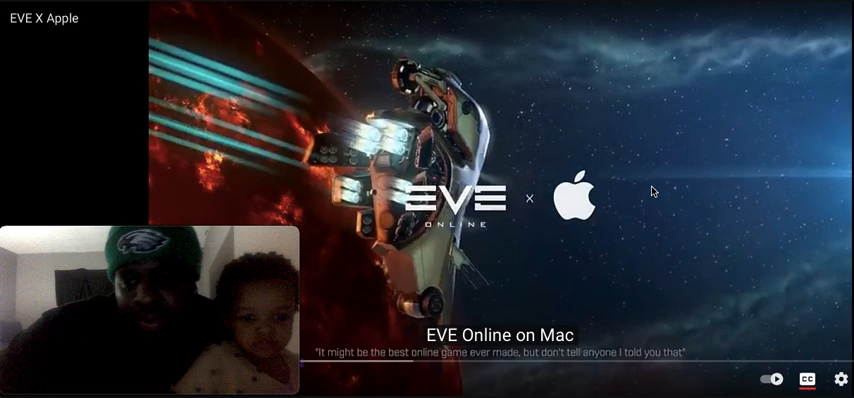 EVE X Apple
EVE x
ONLINE
EVE Online on Mac
"It might be the best online game ever made, but don't tell anyone I told you that"
CC